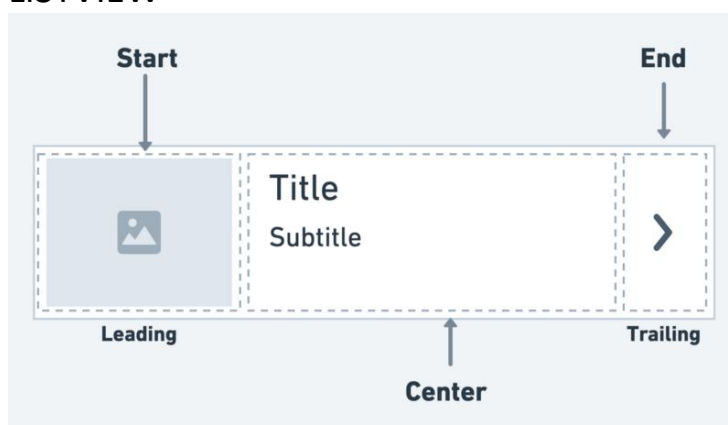 Start End
Title
Subtitle
Leading Trailing
Center